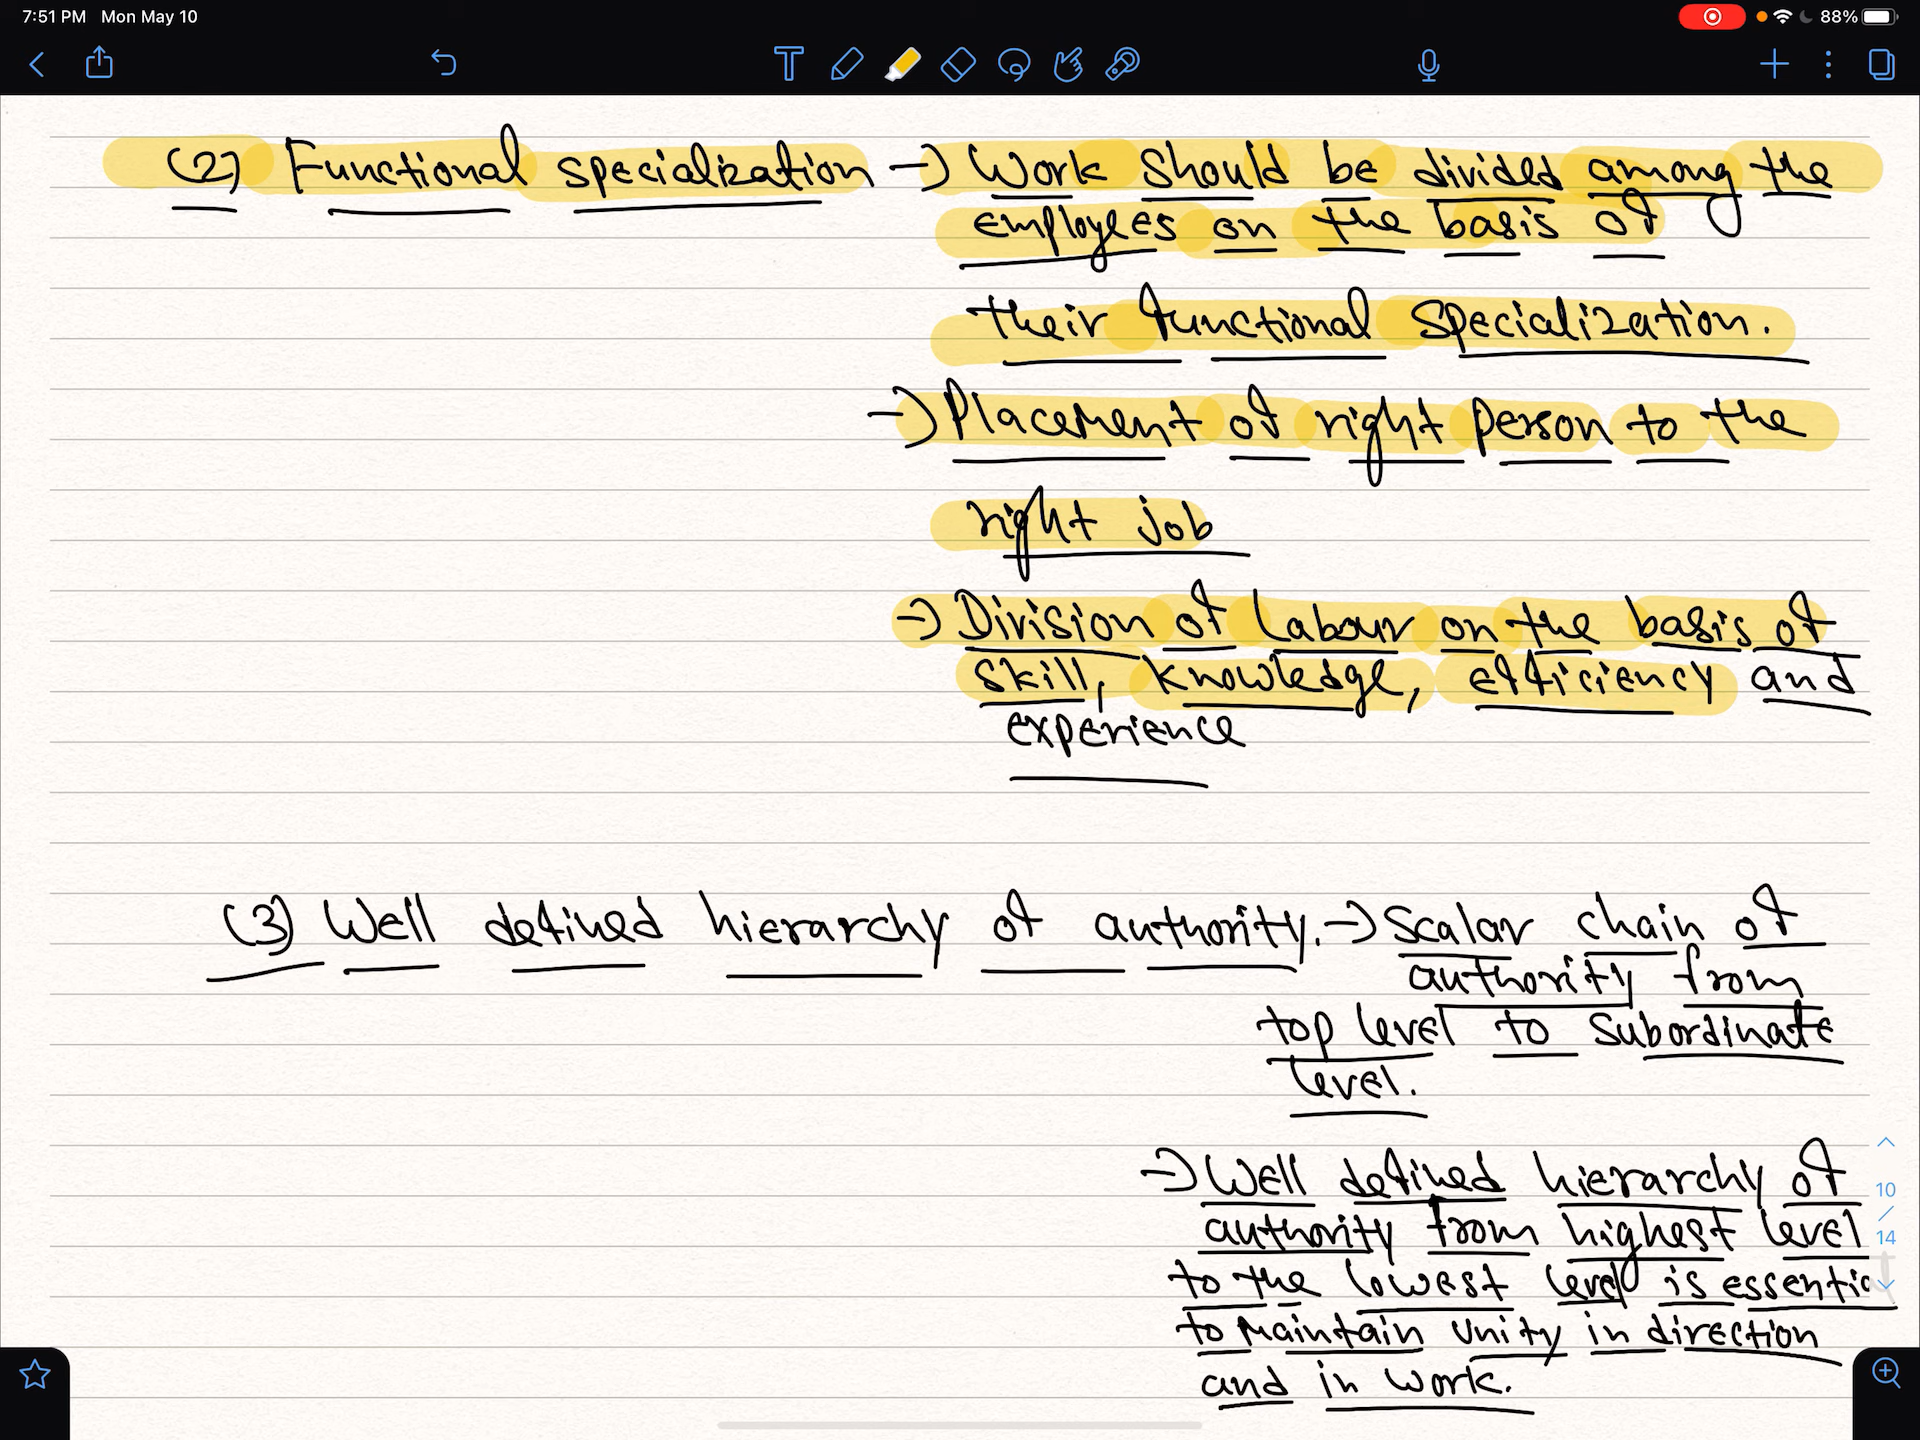 7:51 PM Mon May 10
88%
(2) Functional specialization → Work should be divided among the
employees on the basis of
their functional specialization.
→ Placement of right person to the
right job
→ Division of labour on the basis of
skill, knowledge, efficiency and
experience
(3) Well defined hierarchy of authority. → Scalar chain of
authority from
top level to subordinate
level.
→ Well defined hierarchy of
authority from highest level
to the lowest level is essentia
to maintain unity in direction
and in work.
10
/
14